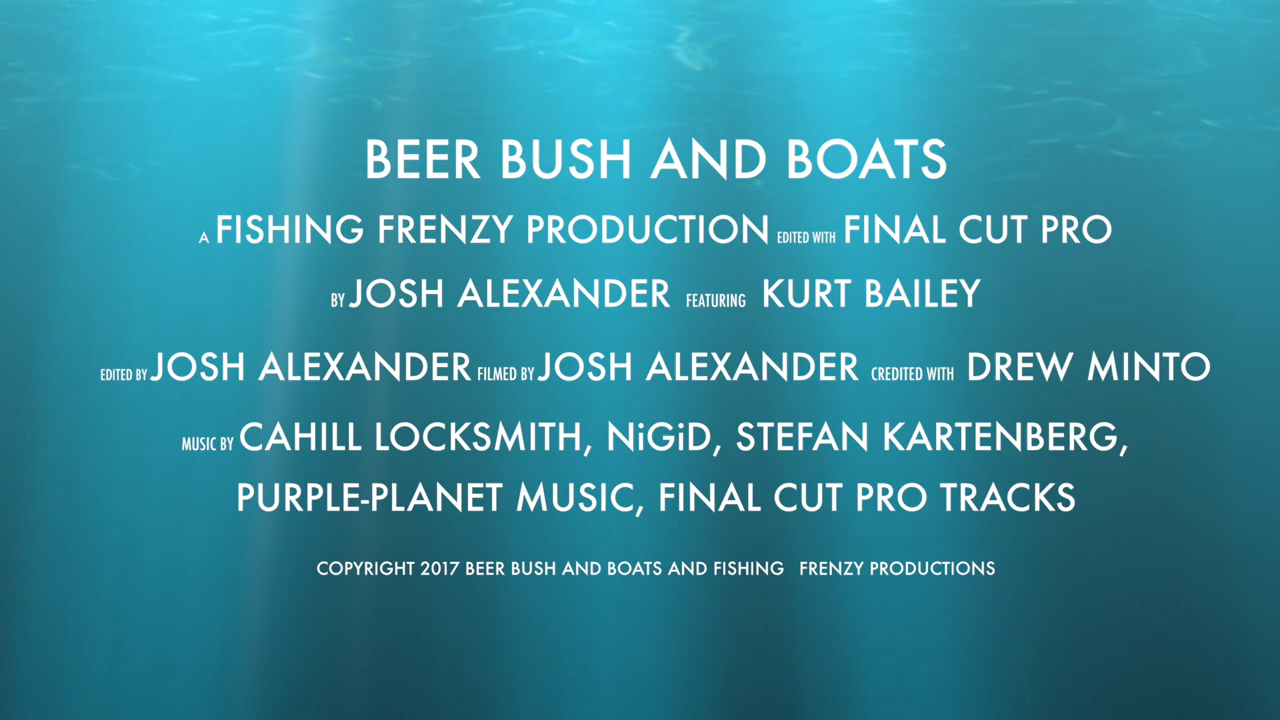 BEER BUSH AND BOATS
A FISHING FRENZY PRODUCTION EDITED WITH FINAL CUT PRO
BY JOSH ALEXANDER FEATURING KURT BAILEY
EDITED BY JOSH ALEXANDER FILMED BY JOSH ALEXANDER CREDITED WITH DREW MINTO
MUSIC BY CAHILL LOCKSMITH, NiGiD, STEFAN KARTENBERG,
PURPLE-PLANET MUSIC, FINAL CUT PRO TRACKS
COPYRIGHT 2017 BEER BUSH AND BOATS AND FISHING FRENZY PRODUCTIONS